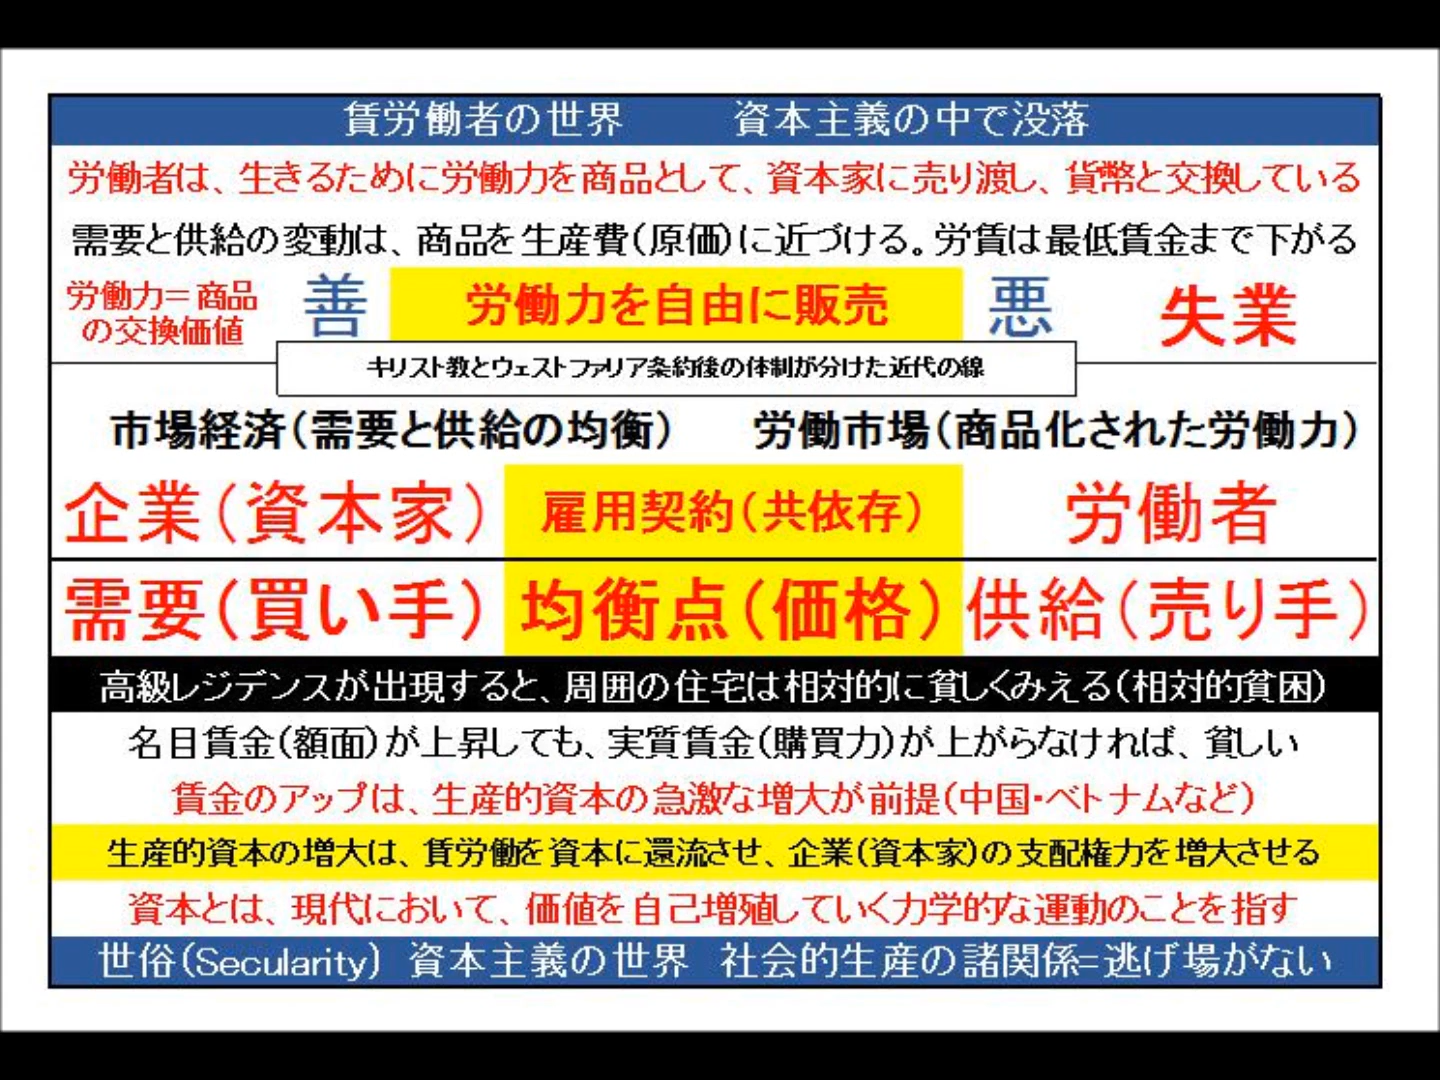 賃労働者の世界　資本主義の中で没落
労働者は、生きるために労働力を商品として、資本家に売り渡し、貨幣と交換している
需要と供給の変動は、商品を生産費(原価)に近づける。労賃は最低賃金まで下がる
労働力＝商品の交換価値　善　労働力を自由に販売　悪　失業
キリスト教とウェストファリア条約後の体制が分けた近代の線
市場経済(需要と供給の均衡)　労働市場(商品化された労働力)
企業(資本家)　雇用契約(共依存)　労働者
需要(買い手)　均衡点(価格)　供給(売り手)
高級レジデンスが出現すると、周囲の住宅は相対的に貧しくみえる(相対的貧困)
名目賃金(額面)が上昇しても、実質賃金(購買力)が上がらなければ、貧しい
賃金のアップは、生産的資本の急激な増大が前提(中国・ベトナムなど)
生産的資本の増大は、賃労働を資本に還流させ、企業(資本家)の支配権力を増大させる
資本とは、現代において、価値を自己増殖していく力学的な運動のことを指す
世俗(Secularity)　資本主義の世界　社会的生産の諸関係=逃げ場がない